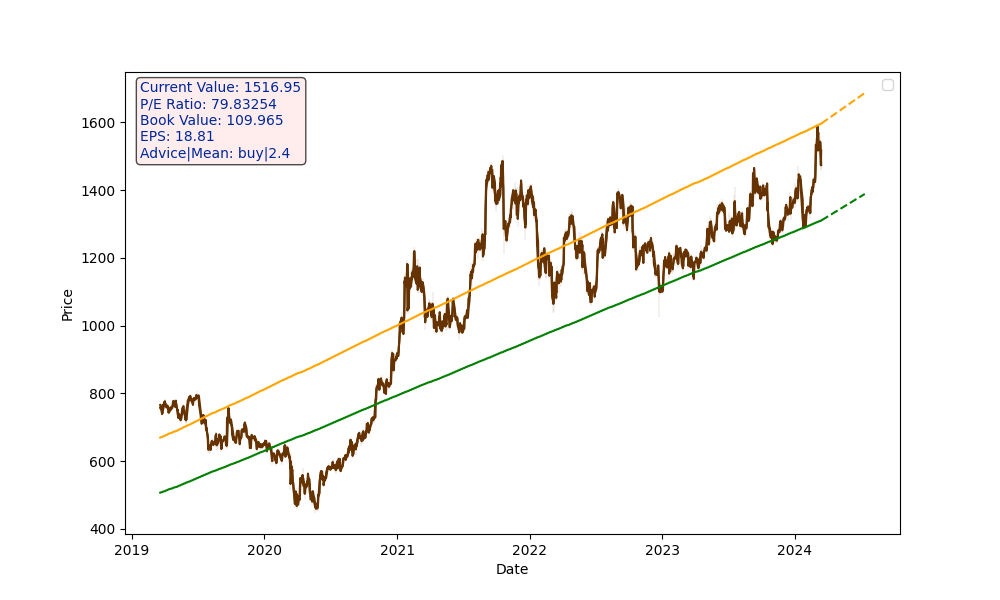 Current Value: 1516.95
P/E Ratio: 79.83254
Book Value: 109.965
EPS: 18.81
Advice|Mean: buy|2.4
Price
1600
1400
1200
1000
800
600
400
2019 2020 2021 2022 2023 2024
Date